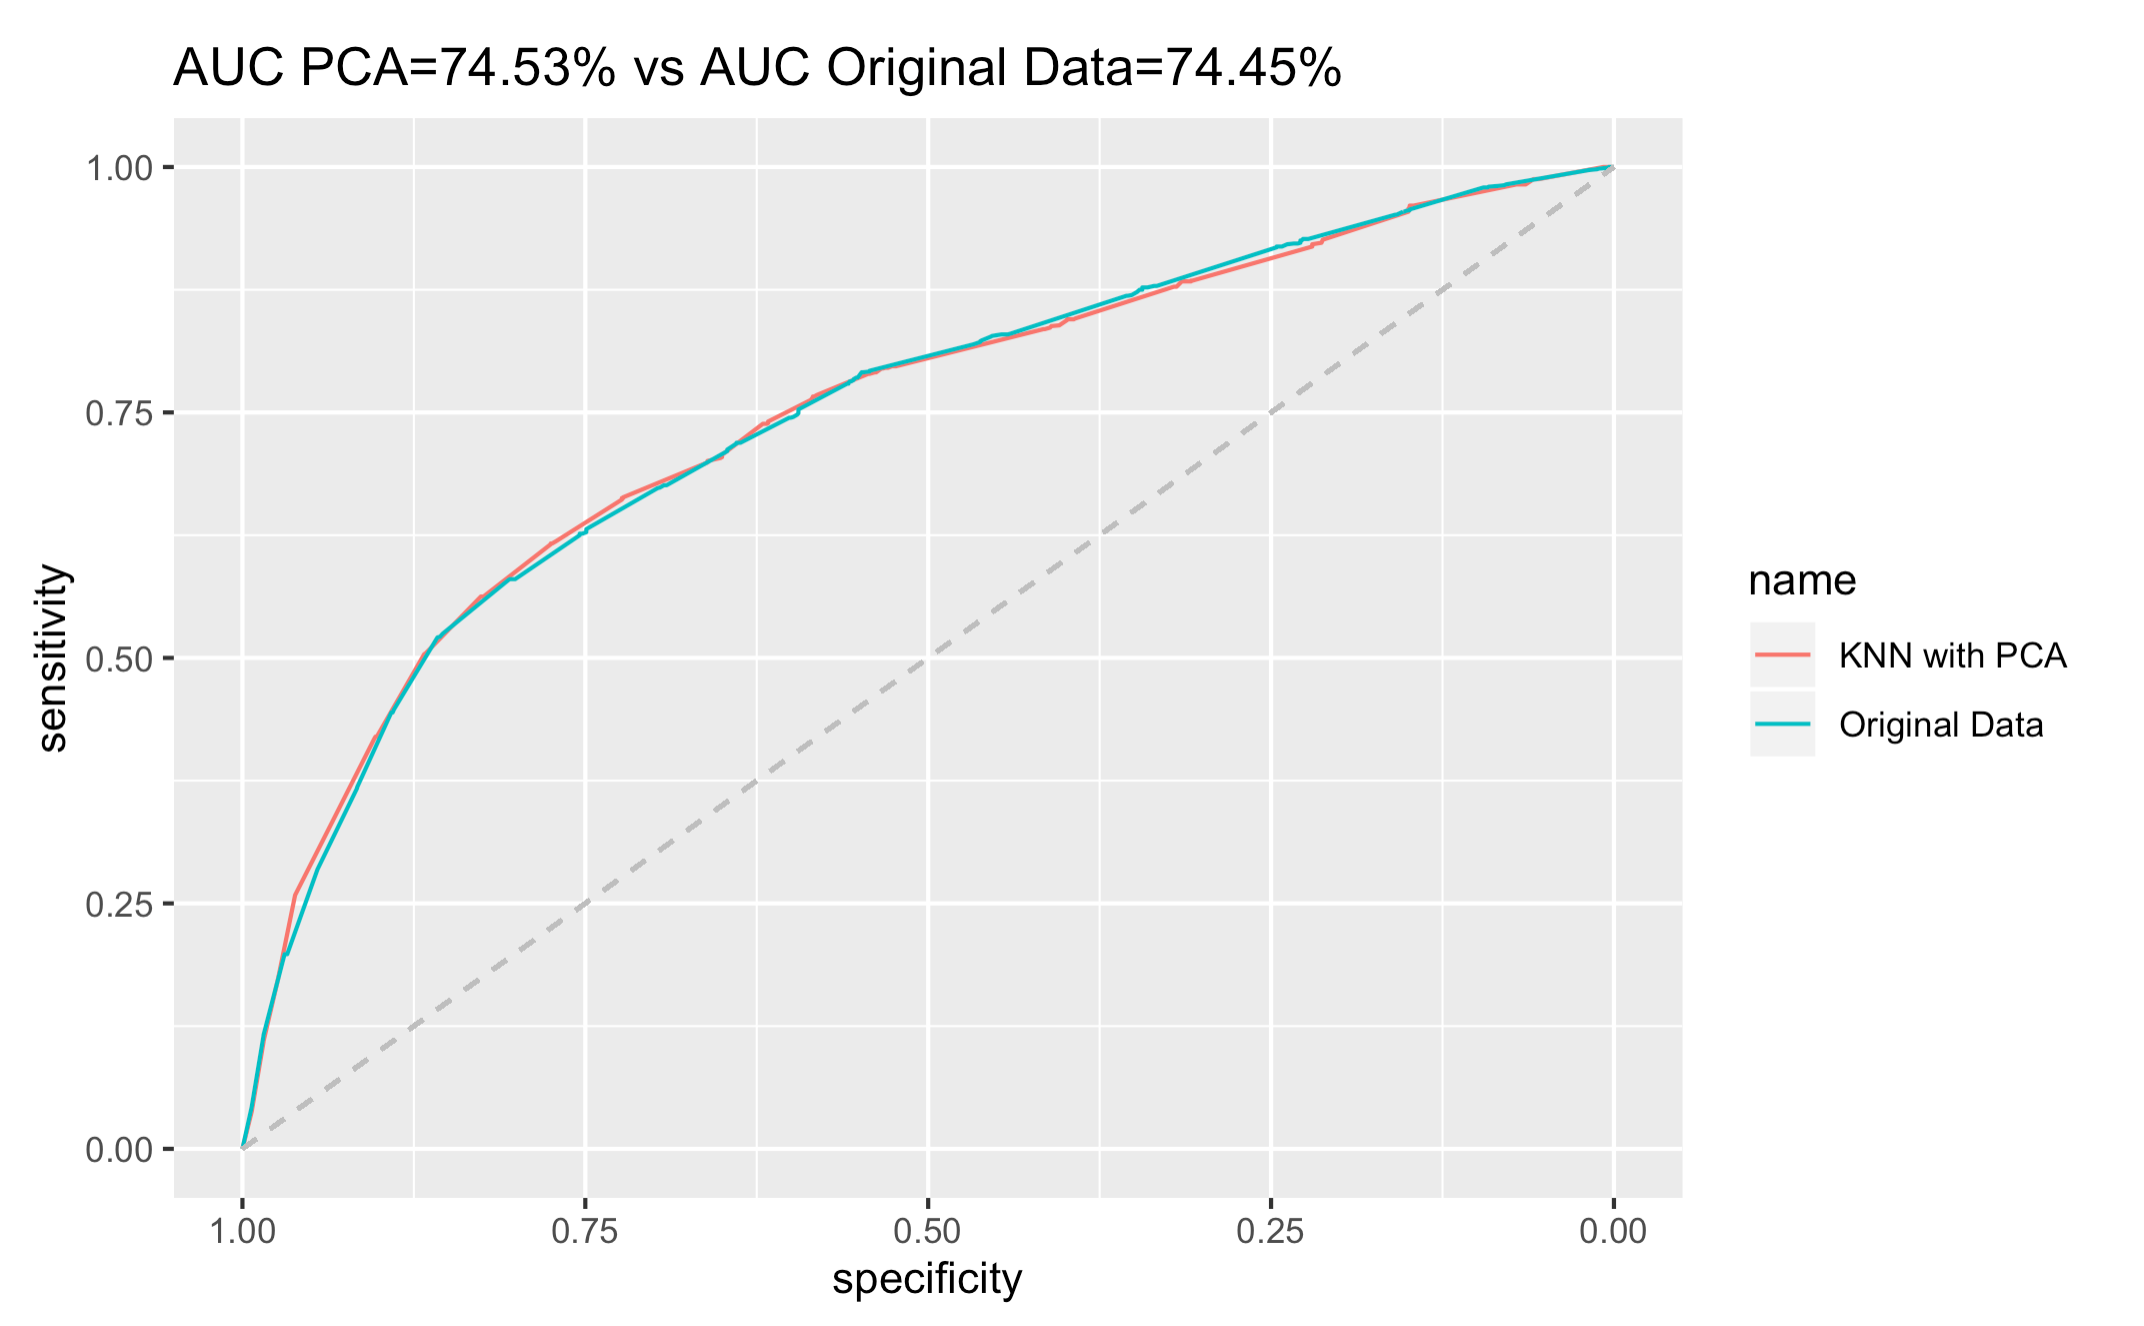 AUC PCA=74.53% vs AUC Original Data=74.45%
1.00
0.75
0.50
0.25
0.00
sensitivity
1.00 0.75 0.50 0.25 0.00
specificity
name
KNN with PCA
Original Data